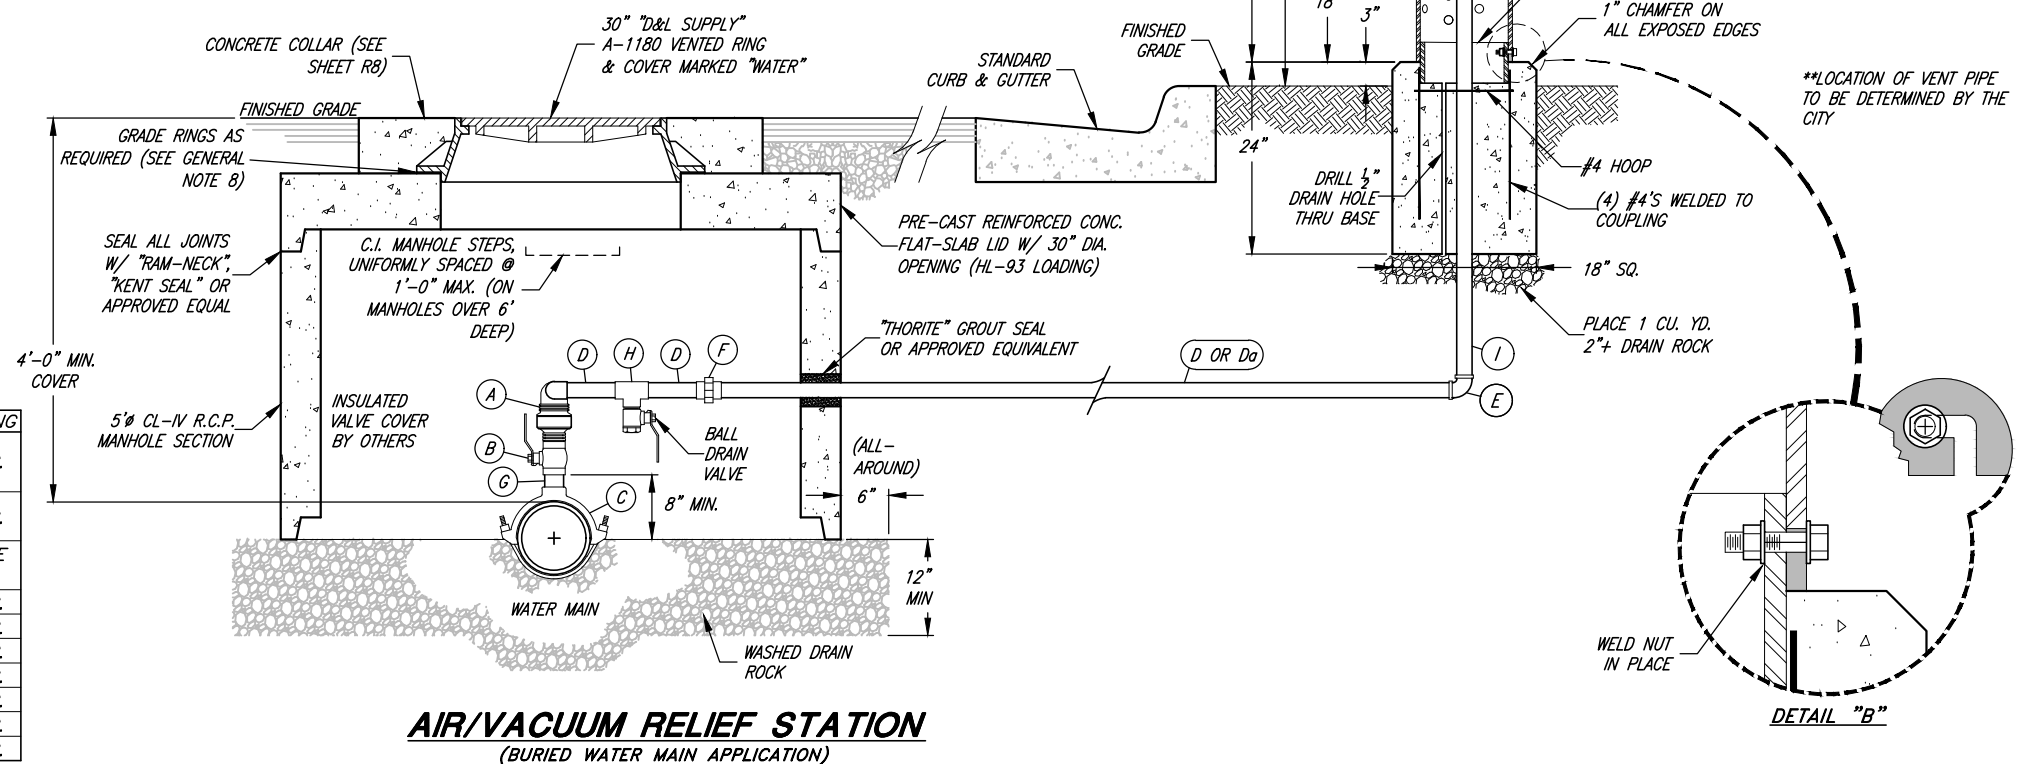 30" "D&L SUPPLY"
A-1180 VENTED RING
& COVER MARKED "WATER"
CONCRETE COLLAR (SEE
SHEET R8)
FINISHED GRADE
GRADE RINGS AS
REQUIRED (SEE GENERAL
NOTE 8)
SEAL ALL JOINTS
W/ "RAM-NECK",
"KENT SEAL" OR
APPROVED EQUAL
C.I. MANHOLE STEPS,
UNIFORMLY SPACED @
1'-0" MAX. (ON
MANHOLES OVER 6'
DEEP)
4'-0" MIN.
COVER
5'ø CL-IV R.C.P.
MANHOLE SECTION
INSULATED
VALVE COVER
BY OTHERS
STANDARD
CURB & GUTTER
FINISHED
GRADE
PRE-CAST REINFORCED CONC.
FLAT-SLAB LID W/ 30" DIA.
OPENING (HL-93 LOADING)
"THORITE" GROUT SEAL
OR APPROVED EQUIVALENT
D
H
D
F
A
B
G
C
BALL
DRAIN
VALVE
8" MIN.
(ALL-
AROUND)
6"
12"
MIN
WATER MAIN
WASHED DRAIN
ROCK
D OR Da
I
E
18
3"
24"
1" CHAMFER ON
ALL EXPOSED EDGES
DRILL 1/2"
DRAIN HOLE
THRU BASE
#4 HOOP
(4) #4'S WELDED TO
COUPLING
18" SQ.
PLACE 1 CU. YD.
2"+ DRAIN ROCK
**LOCATION OF VENT PIPE
TO BE DETERMINED BY THE
CITY
WELD NUT
IN PLACE
DETAIL "B"
AIR/VACUUM RELIEF STATION
(BURIED WATER MAIN APPLICATION)